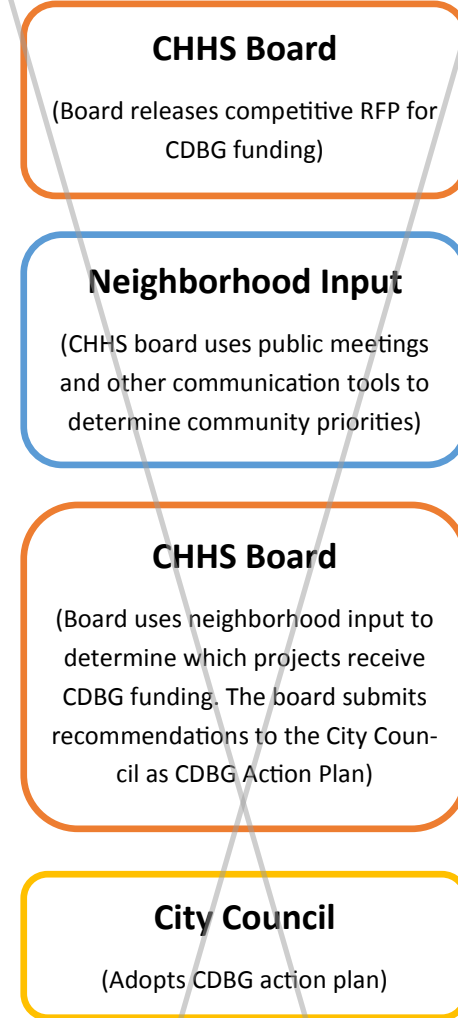 CHHS Board
(Board releases competitive RFP for
CDBG funding)
Neighborhood Input
(CHHS board uses public meetings
and other communication tools to
determine community priorities)
CHHS Board
(Board uses neighborhood input to
determine which projects receive
CDBG funding. The board submits
recommendations to the City Coun-
cil as CDBG Action Plan)
City Council
(Adopts CDBG action plan)